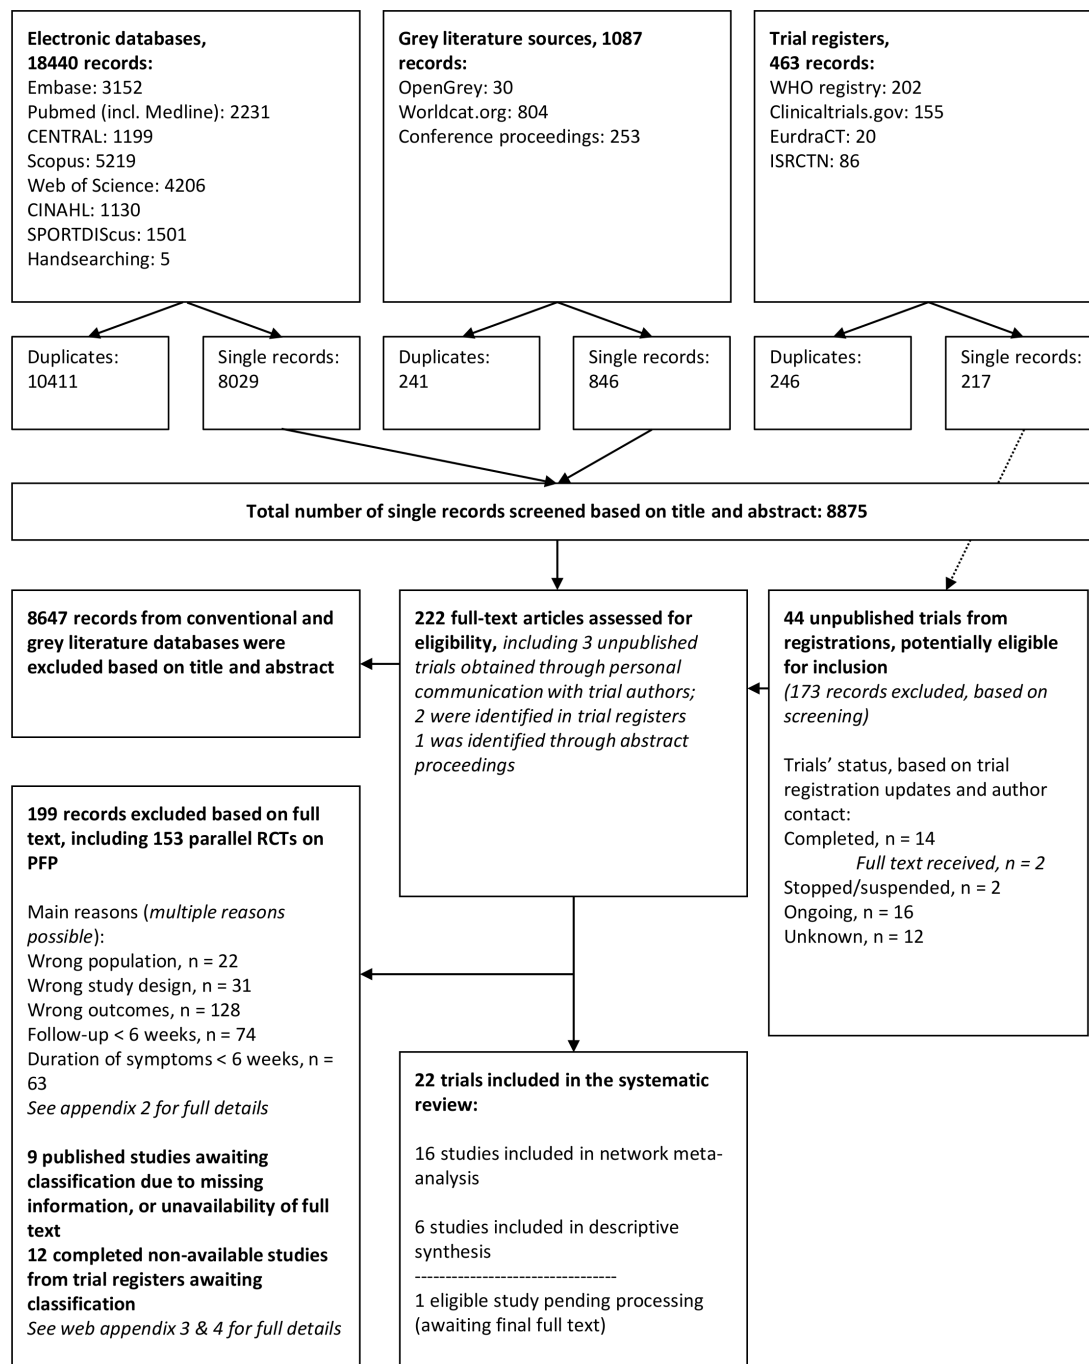 Electronic databases,
18440 records:
Embase: 3152
Pubmed (incl. Medline): 2231
CENTRAL: 1199
Scopus: 5219
Web of Science: 4206
CINAHL: 1130
SPORTDIScus: 1501
Handsearching: 5
Grey literature sources, 1087
records:
OpenGrey: 30
Worldcat.org: 804
Conference proceedings: 253
Trial registers,
463 records:
WHO registry: 202
Clinicaltrials.gov: 155
EurdraCT: 20
ISRCTN: 86
Duplicates:
10411
Single records:
8029
Duplicates:
241
Single records:
846
Duplicates:
246
Single records:
217
Total number of single records screened based on title and abstract: 8875
8647 records from conventional and
grey literature databases were
excluded based on title and abstract
222 full-text articles assessed for
eligibility, including 3 unpublished
trials obtained through personal
communication with trial authors;
2 were identified in trial registers
1 was identified through abstract
proceedings
44 unpublished trials from
registrations, potentially eligible
for inclusion
(173 records excluded, based on
screening)
Trials’ status, based on trial
registration updates and author
contact:
Completed, n = 14
Full text received, n = 2
Stopped/suspended, n = 2
Ongoing, n = 16
Unknown, n = 12
199 records excluded based on full
text, including 153 parallel RCTs on
PFP
Main reasons (multiple reasons
possible):
Wrong population, n = 22
Wrong study design, n = 31
Wrong outcomes, n = 128
Follow-up < 6 weeks, n = 74
Duration of symptoms < 6 weeks, n =
63
See appendix 2 for full details
9 published studies awaiting
classification due to missing
information, or unavailability of full
text
12 completed non-available studies
from trial registers awaiting
classification
See web appendix 3 & 4 for full details
22 trials included in the systematic
review:
16 studies included in network meta-
analysis
6 studies included in descriptive
synthesis
---------------------------------
1 eligible study pending processing
(awaiting final full text)